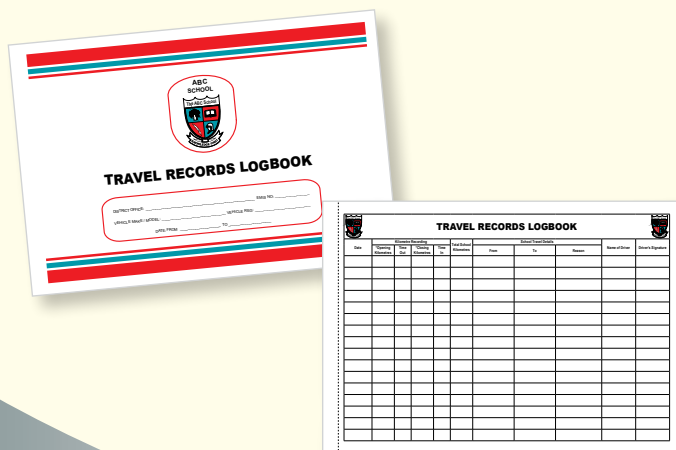 ABC
SCHOOL
The ABC School
TRAVEL RECORDS LOGBOOK
DISTRICT OFFICE: EMIS NO:
VEHICLE MAKE / MODEL: VEHICLE REG:
DATE FROM: TO
TRAVEL RECORDS LOGBOOK
Kilometre Recording School Travel Details
Date *Opening Kilometres Time Out *Closing Kilometres Time In Total School Kilometres From To Reason Name of Driver Driver's Signature